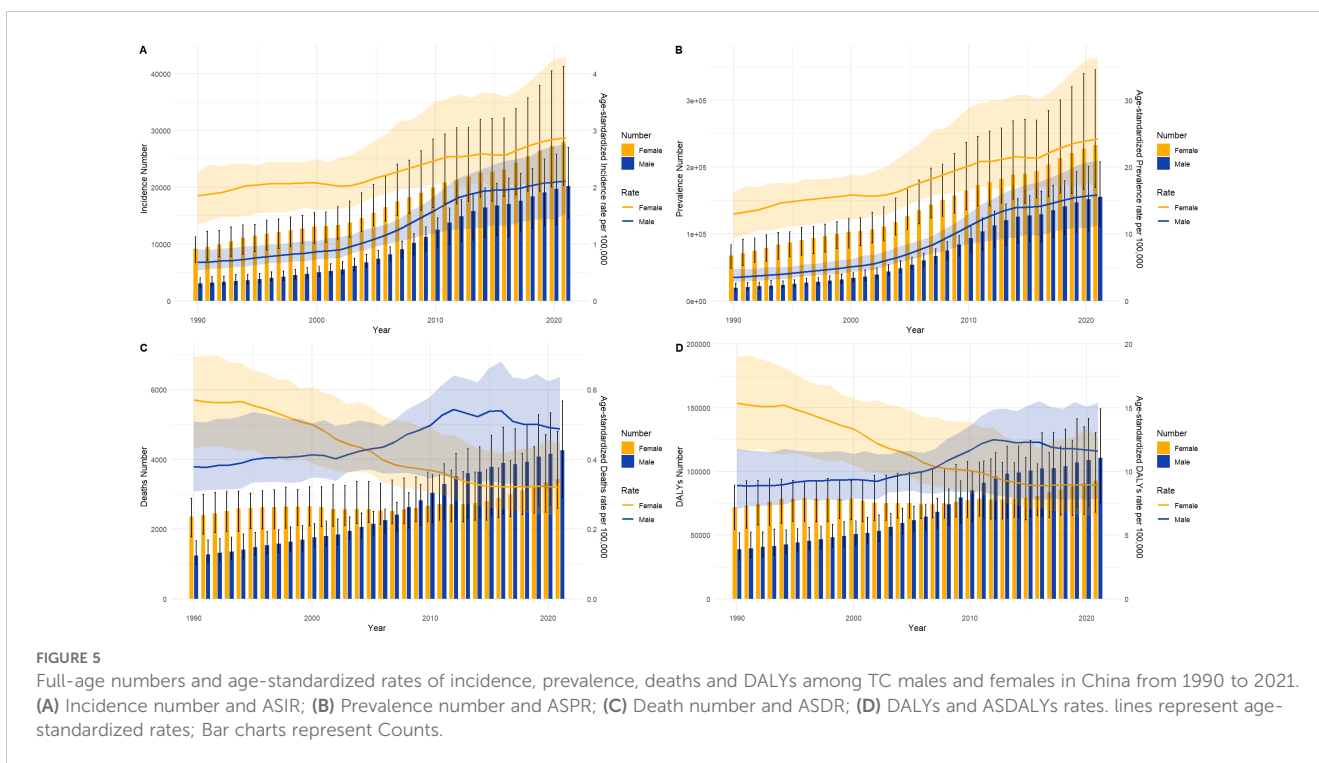 A
40000
30000
20000
10000
0
Incidence Number
4
3
2
1
0
Age-standardized Incidence rate per 100,000
1990
2000
2010
2020
Year
Number
Female
Male
Rate
Female
Male
B
3e+05
2e+05
1e+05
0e+00
Prevalence Number
30
20
10
0
Age-standardized Prevalence rate per 100,000
1990
2000
2010
2020
Year
Number
Female
Male
Rate
Female
Male
C
6000
4000
2000
0
Deaths Number
0.6
0.4
0.2
0.0
Age-standardized Deaths rate per 100,000
1990
2000
2010
2020
Year
Number
Female
Male
Rate
Female
Male
D
200000
150000
100000
50000
0
DALYs Number
20
15
10
5
0
Age-standardized DALYs rate per 100,000
1990
2000
2010
2020
Year
Number
Female
Male
Rate
Female
Male
FIGURE 5
Full-age numbers and age-standardized rates of incidence, prevalence, deaths and DALYs among TC males and females in China from 1990 to 2021.
(A) Incidence number and ASIR; (B) Prevalence number and ASPR; (C) Death number and ASDR; (D) DALYs and ASDALYs rates. lines represent age-
standardized rates; Bar charts represent Counts.